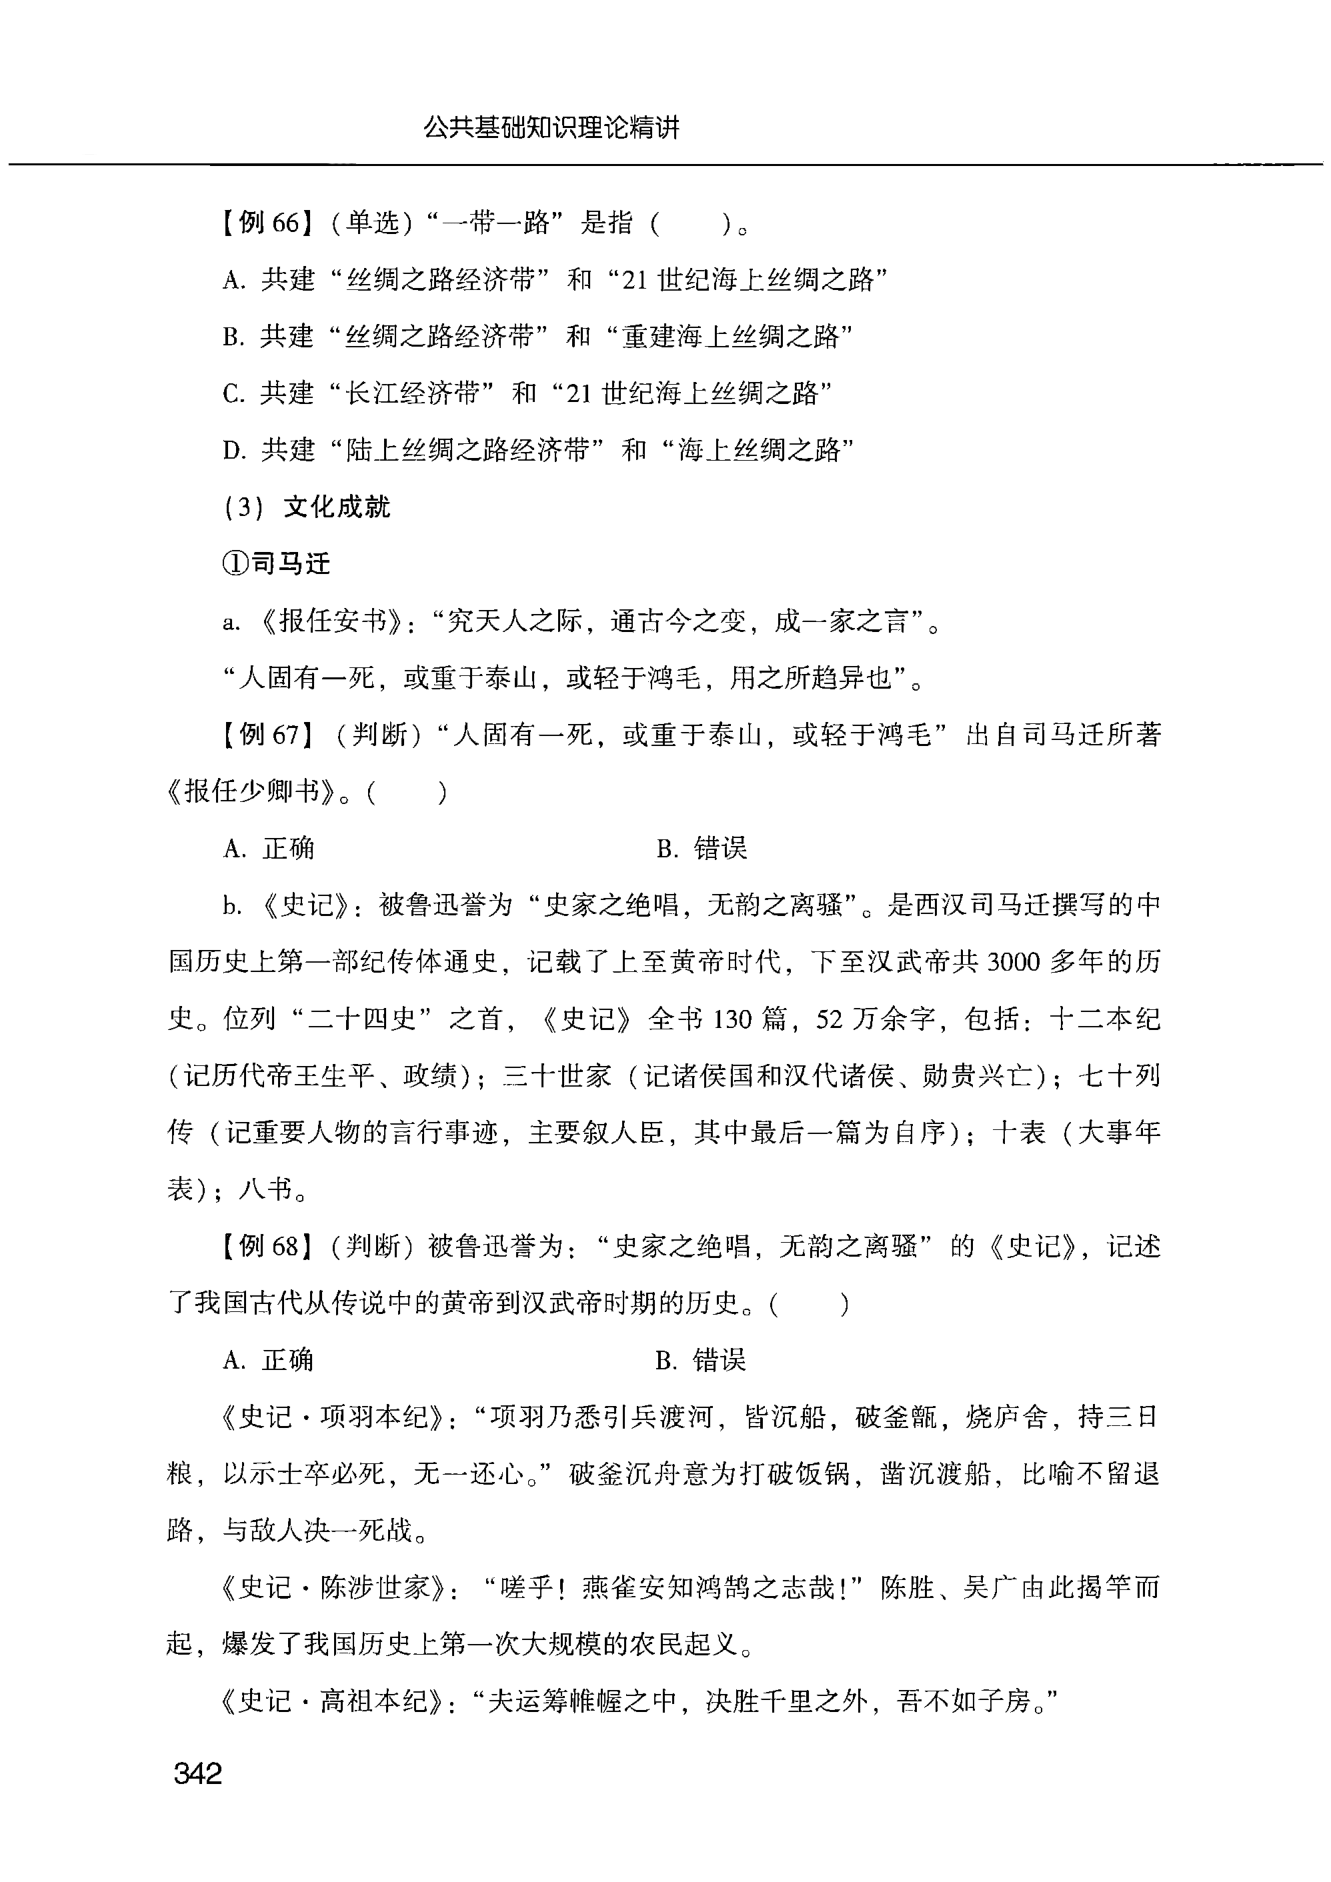 公共基础知识理论精讲
【例 66】(单选)“一带一路”是指（　　）。
A. 共建“丝绸之路经济带”和“21 世纪海上丝绸之路”
B. 共建“丝绸之路经济带”和“重建海上丝绸之路”
C. 共建“长江经济带”和“21 世纪海上丝绸之路”
D. 共建“陆上丝绸之路经济带”和“海上丝绸之路”
(3) 文化成就
①司马迁
a. 《报任安书》：“究天人之际，通古今之变，成一家之言”。
“人固有一死，或重于泰山，或轻于鸿毛，用之所趋异也”。
【例 67】(判断)“人固有一死，或重于泰山，或轻于鸿毛”出自司马迁所著
《报任少卿书》。（　　）
A. 正确　　B. 错误
b. 《史记》：被鲁迅誉为“史家之绝唱，无韵之离骚”。是西汉司马迁撰写的中
国历史上第一部纪传体通史，记载了上至黄帝时代，下至汉武帝共 3000 多年的历
史。位列“二十四史”之首，《史记》全书 130 篇，52 万余字，包括：十二本纪
(记历代帝王生平、政绩)；三十世家（记诸侯国和汉代诸侯、勋贵兴亡)；七十列
传（记重要人物的言行事迹，主要叙人臣，其中最后一篇为自序)；十表（大事年
表)；八书。
【例 68】(判断）被鲁迅誉为：“史家之绝唱，无韵之离骚”的《史记》，记述
了我国古代从传说中的黄帝到汉武帝时期的历史。（　　）
A. 正确　　B. 错误
《史记·项羽本纪》：“项羽乃悉引兵渡河，皆沉船，破釜甑，烧庐舍，持三日
粮，以示士卒必死，无一还心。”破釜沉舟意为打破饭锅，凿沉渡船，比喻不留退
路，与敌人决一死战。
《史记·陈涉世家》：“嗟乎！燕雀安知鸿鹄之志哉！”陈胜、吴广由此揭竿而
起，爆发了我国历史上第一次大规模的农民起义。
《史记·高祖本纪》：“夫运筹帷幄之中，决胜千里之外，吾不如子房。”
342